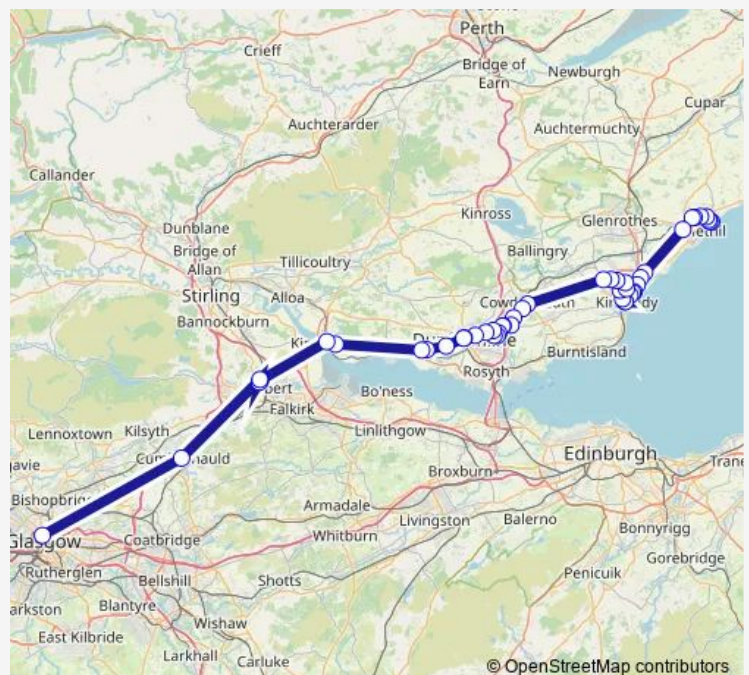 Perth
Crieff
Bridge of
Earn
Newburgh
Cupar
Auchterarder
Auchtermuchty
Callander
Kinross
Glenrothes
Dunblane
Bridge of
Allan
Tillicoultry
Ballingry
Stirling
Alloa
Bannockburn
Burntisland
Rosyth
Bo'ness
Falkirk
Lennoxtown
Kilsyth
Linlithgow
Edinburgh
Broxburn
Armadale
Livingston
Balerno
Bonnyrigg
Glasgow
Coatbridge
Whitburn
Gorebridge
Rutherglen
Bellshill
Shotts
Penicuik
Blantyre
Wishaw
East Kilbride
Larkhall
Carluke
© OpenStreetMap contributors